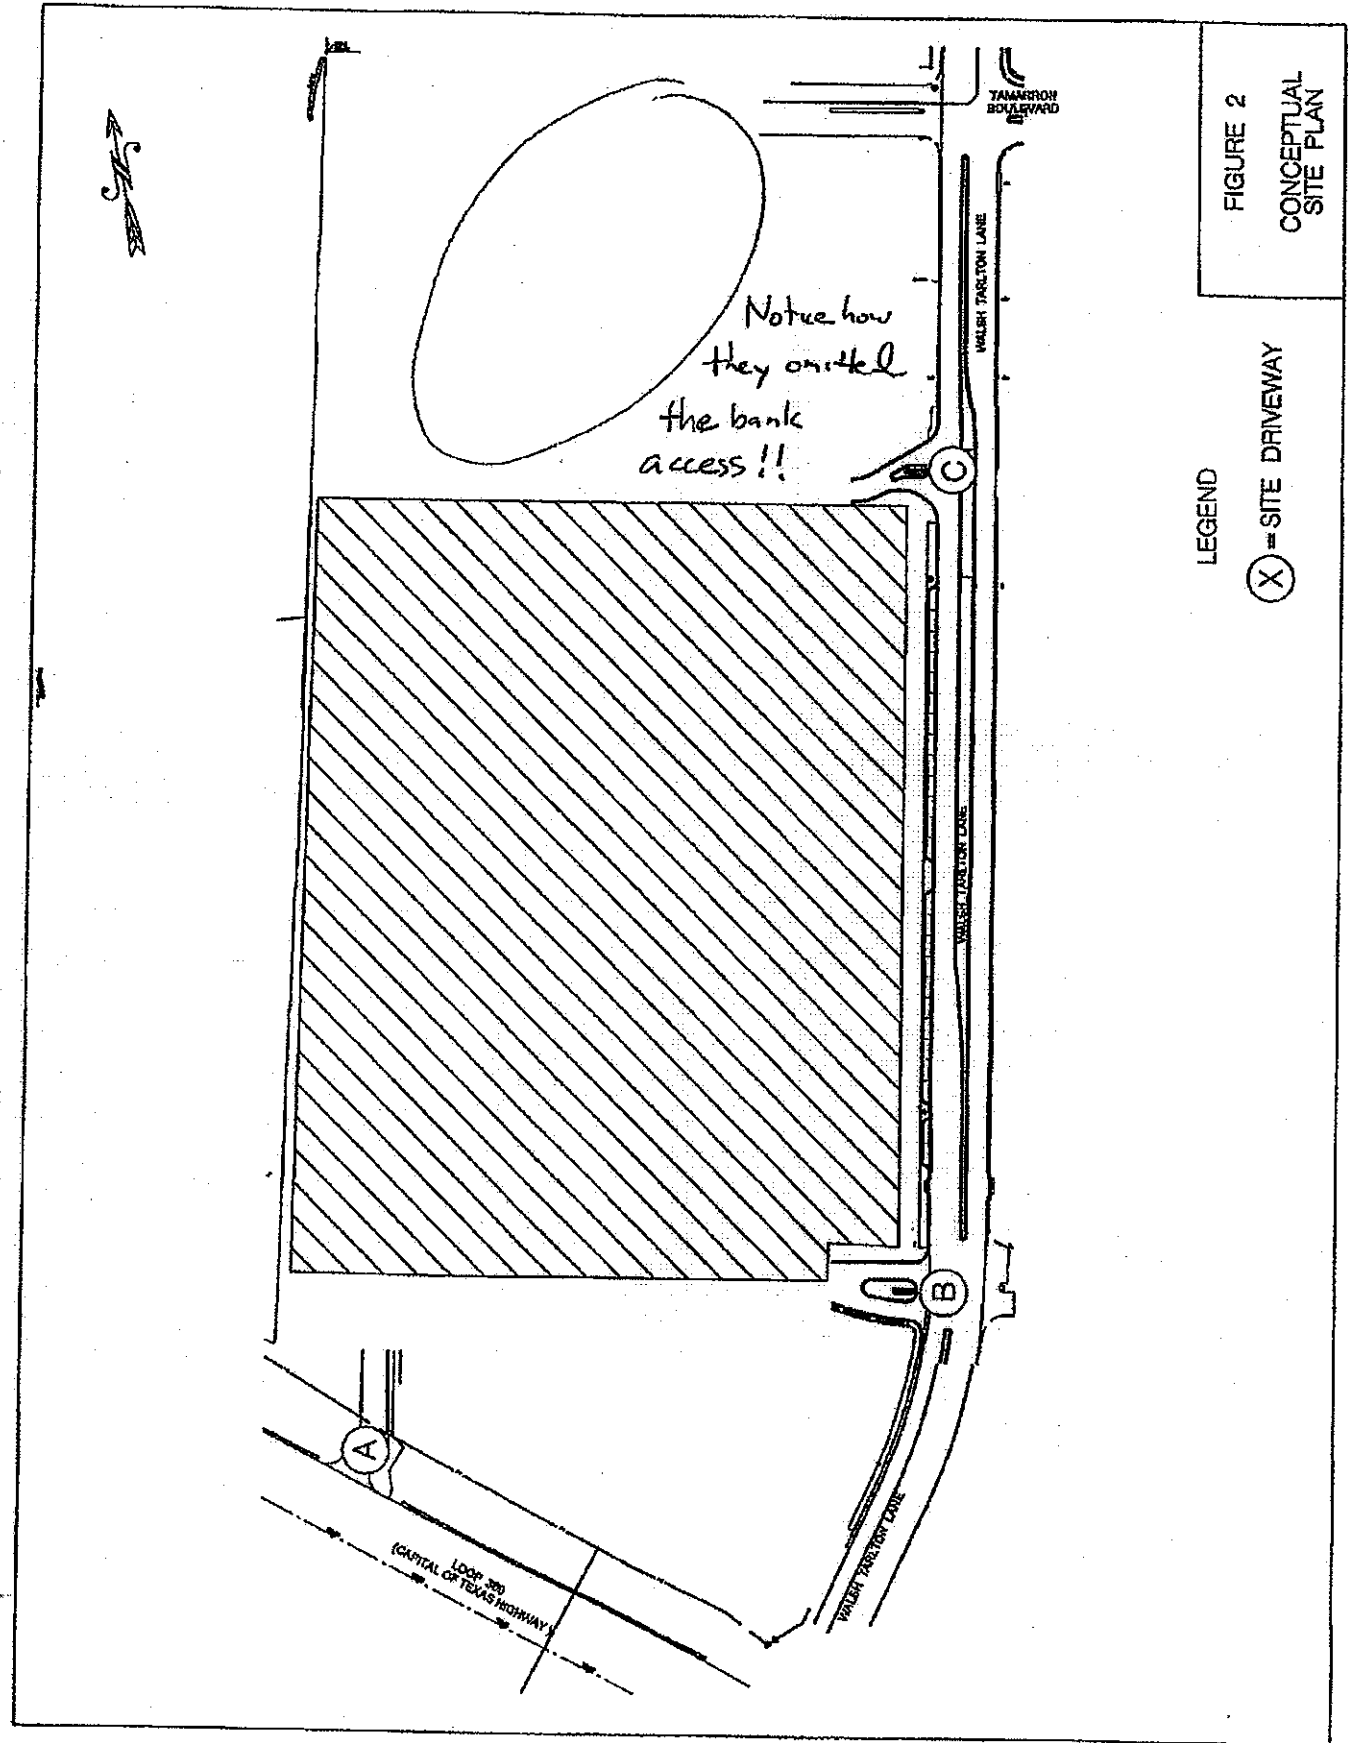 TAMARRON
BOULEVARD
FIGURE 2
CONCEPTUAL
SITE PLAN
WALSH TARLTON LANE
Notice how
they omitted
the bank
access!!
C
LEGEND
X = SITE DRIVEWAY
WALSH TARLTON LANE
B
A
LOOP 360
(CAPITAL OF TEXAS HIGHWAY)
WALSH TARLTON LANE